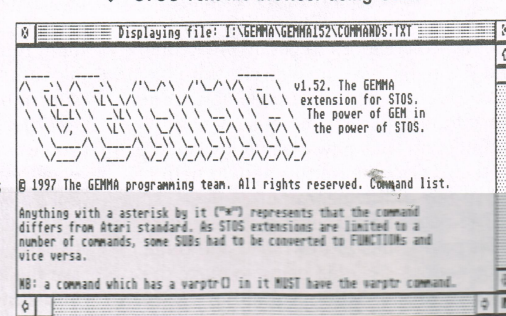 Displaying file: I:\GEMMA\GEMMA152\COMMANDS.TXT
v1.52. The GEMMA
extension for STOS.
The power of GEM in
the power of STOS.
© 1997 The GEMMA programming team. All rights reserved. Command list.
Anything with a asterisk by it ("*") represents that the command
differs from Atari standard. As STOS extensions are limited to a
number of commands, some SUBs had to be converted to FUNCTIONs and
vice versa.
NB: a command which has a varptr() in it MUST have the varptr command.